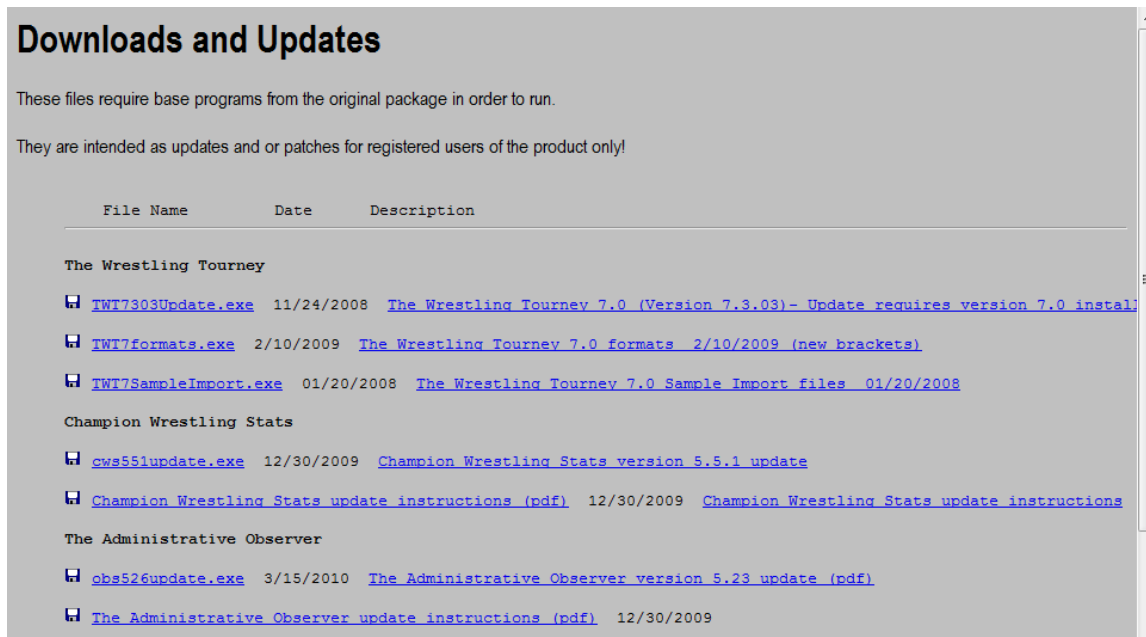 Downloads and Updates
These files require base programs from the original package in order to run.
They are intended as updates and or patches for registered users of the product only!
File Name Date Description
The Wrestling Tourney
TWT7303Update.exe 11/24/2008 The Wrestling Tourney 7.0 (Version 7.3.03)- Update requires version 7.0 install
TWT7formats.exe 2/10/2009 The Wrestling Tourney 7.0 formats 2/10/2009 (new brackets)
TWT7SampleImport.exe 01/20/2008 The Wrestling Tourney 7.0 Sample Import files 01/20/2008
Champion Wrestling Stats
cws551update.exe 12/30/2009 Champion Wrestling Stats version 5.5.1 update
Champion Wrestling Stats update instructions (pdf) 12/30/2009 Champion Wrestling Stats update instructions
The Administrative Observer
obs526update.exe 3/15/2010 The Administrative Observer version 5.23 update (pdf)
The Administrative Observer update instructions (pdf) 12/30/2009